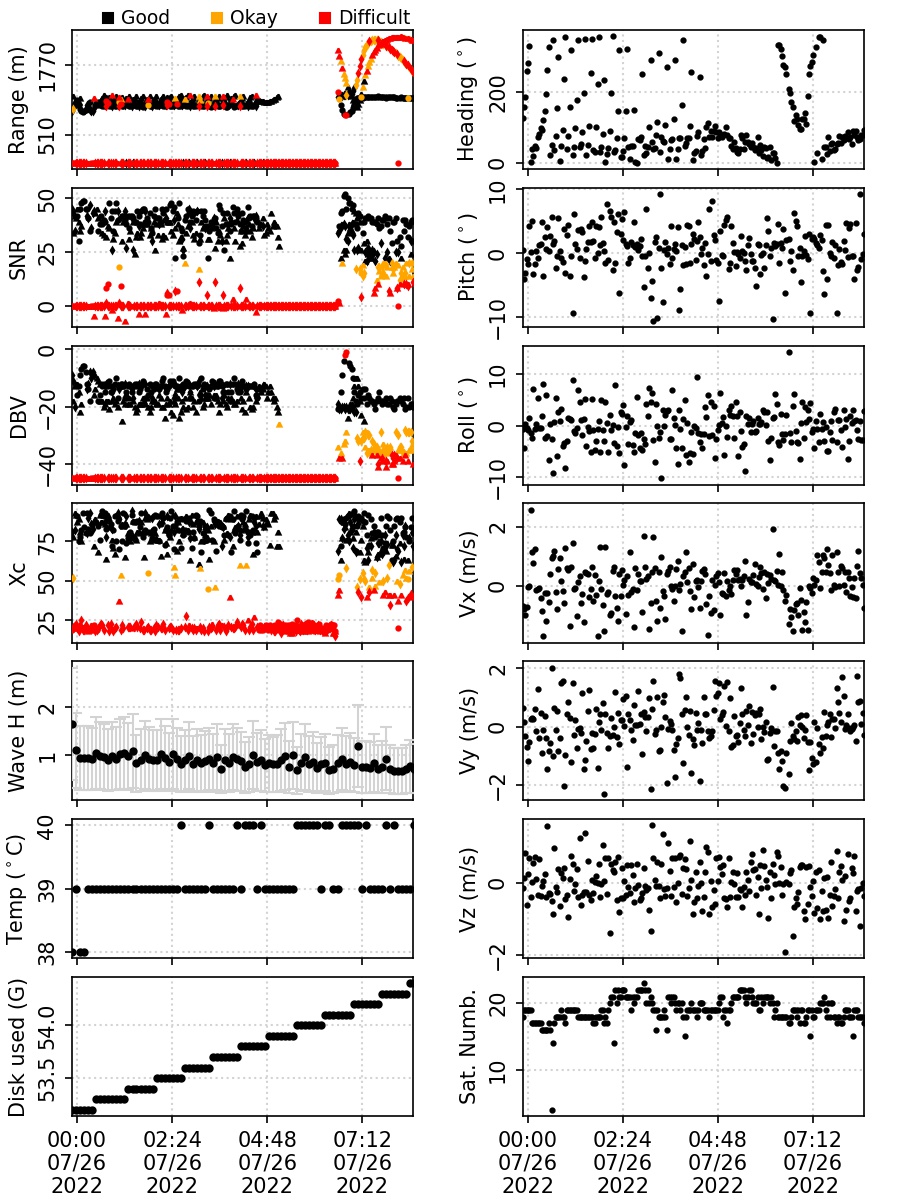 Good Okay Difficult
Range (m)
1770
510
Heading (°)
200
0
SNR
50
25
0
Pitch (°)
10
0
−10
DBV
0
−20
−40
Roll (°)
10
0
−10
Xc
75
50
25
Vx (m/s)
2
0
Wave H (m)
2
1
Vy (m/s)
2
0
−2
Temp (°C)
40
39
38
Vz (m/s)
0
−2
Disk used (G)
54.0
53.5
Sat. Numb.
20
10
00:00 02:24 04:48 07:12
07/26 07/26 07/26 07/26
2022 2022 2022 2022
00:00 02:24 04:48 07:12
07/26 07/26 07/26 07/26
2022 2022 2022 2022